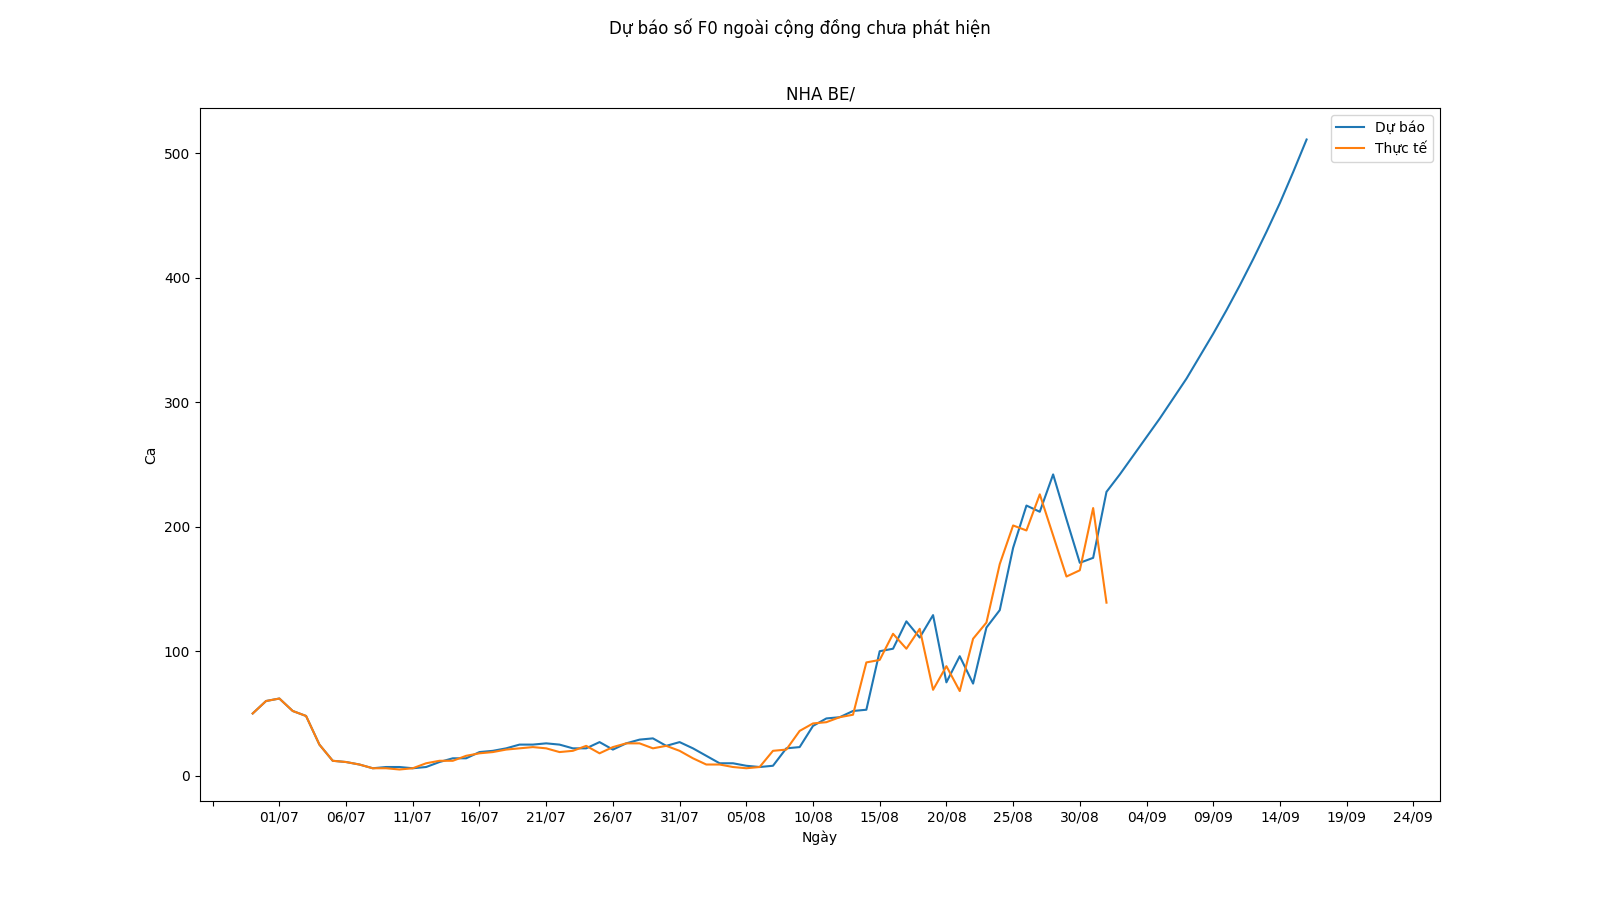 Dự báo số F0 ngoài cộng đồng chưa phát hiện
NHA BE/
Dự báo
Thực tế
500
400
300
200
100
0
Ca
01/07 06/07 11/07 16/07 21/07 26/07 31/07 05/08 10/08 15/08 20/08 25/08 30/08 04/09 09/09 14/09 19/09 24/09
Ngày